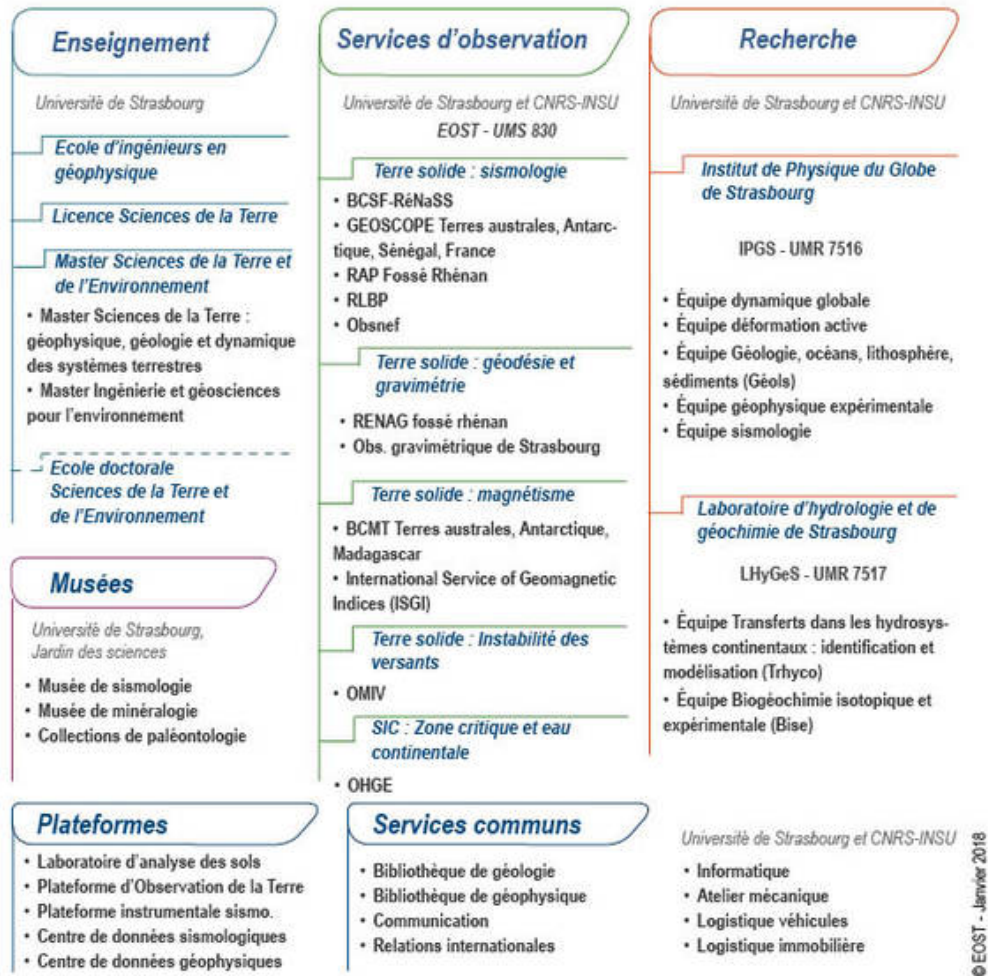 Enseignement
Université de Strasbourg
Ecole d'ingénieurs en
géophysique
Licence Sciences de la Terre
Master Sciences de la Terre et
de l'Environnement
• Master Sciences de la Terre :
géophysique, géologie et dynamique
des systèmes terrestres
• Master Ingénierie et géosciences
pour l'environnement
Ecole doctorale
Sciences de la Terre et
de l'Environnement
Musées
Université de Strasbourg,
Jardin des sciences
• Musée de sismologie
• Musée de minéralogie
• Collections de paléontologie
Services d'observation
Université de Strasbourg et CNRS-INSU
EOST - UMS 830
Terre solide : sismologie
• BCSF-RéNaSS
• GEOSCOPE Terres australes, Antarc-
tique, Sénégal, France
• RAP Fossé Rhénan
• RLBP
• Obsnef
Terre solide : géodésie et
gravimétrie
• RENAG fossé rhénan
• Obs. gravimétrique de Strasbourg
Terre solide : magnétisme
• BCMT Terres australes, Antarctique,
Madagascar
• International Service of Geomagnetic
Indices (ISGI)
Terre solide : Instabilité des
versants
• OMIV
SIC : Zone critique et eau
continentale
• OHGE
Recherche
Université de Strasbourg et CNRS-INSU
Institut de Physique du Globe
de Strasbourg
IPGS - UMR 7516
• Équipe dynamique globale
• Équipe déformation active
• Équipe Géologie, océans, lithosphère,
sédiments (Géols)
• Équipe géophysique expérimentale
• Équipe sismologie
Laboratoire d'hydrologie et de
géochimie de Strasbourg
LHyGeS - UMR 7517
• Équipe Transferts dans les hydrosys-
tèmes continentaux : identification et
modélisation (Trhyco)
• Équipe Biogéochimie isotopique et
expérimentale (Bise)
Plateformes
• Laboratoire d'analyse des sols
• Plateforme d'Observation de la Terre
• Plateforme instrumentale sismo.
• Centre de données sismologiques
• Centre de données géophysiques
Services communs
• Bibliothèque de géologie
• Bibliothèque de géophysique
• Communication
• Relations internationales
Université de Strasbourg et CNRS-INSU
• Informatique
• Atelier mécanique
• Logistique véhicules
• Logistique immobilière
© EOST - Janvier 2018